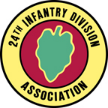 24TH INFANTRY DIVISION
ASSOCIATION